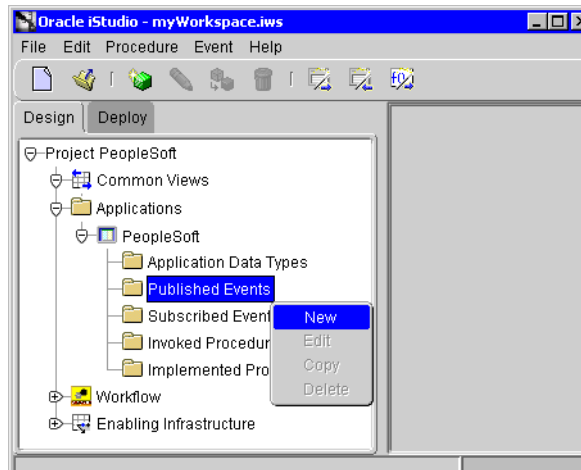 Oracle iStudio - myWorkspace.iws
File Edit Procedure Event Help
Design Deploy
Project PeopleSoft
Common Views
Applications
PeopleSoft
Application Data Types
Published Events
Subscribed Event
New
Invoked Procedur
Edit
Implemented Pro
Copy
Delete
Workflow
Enabling Infrastructure